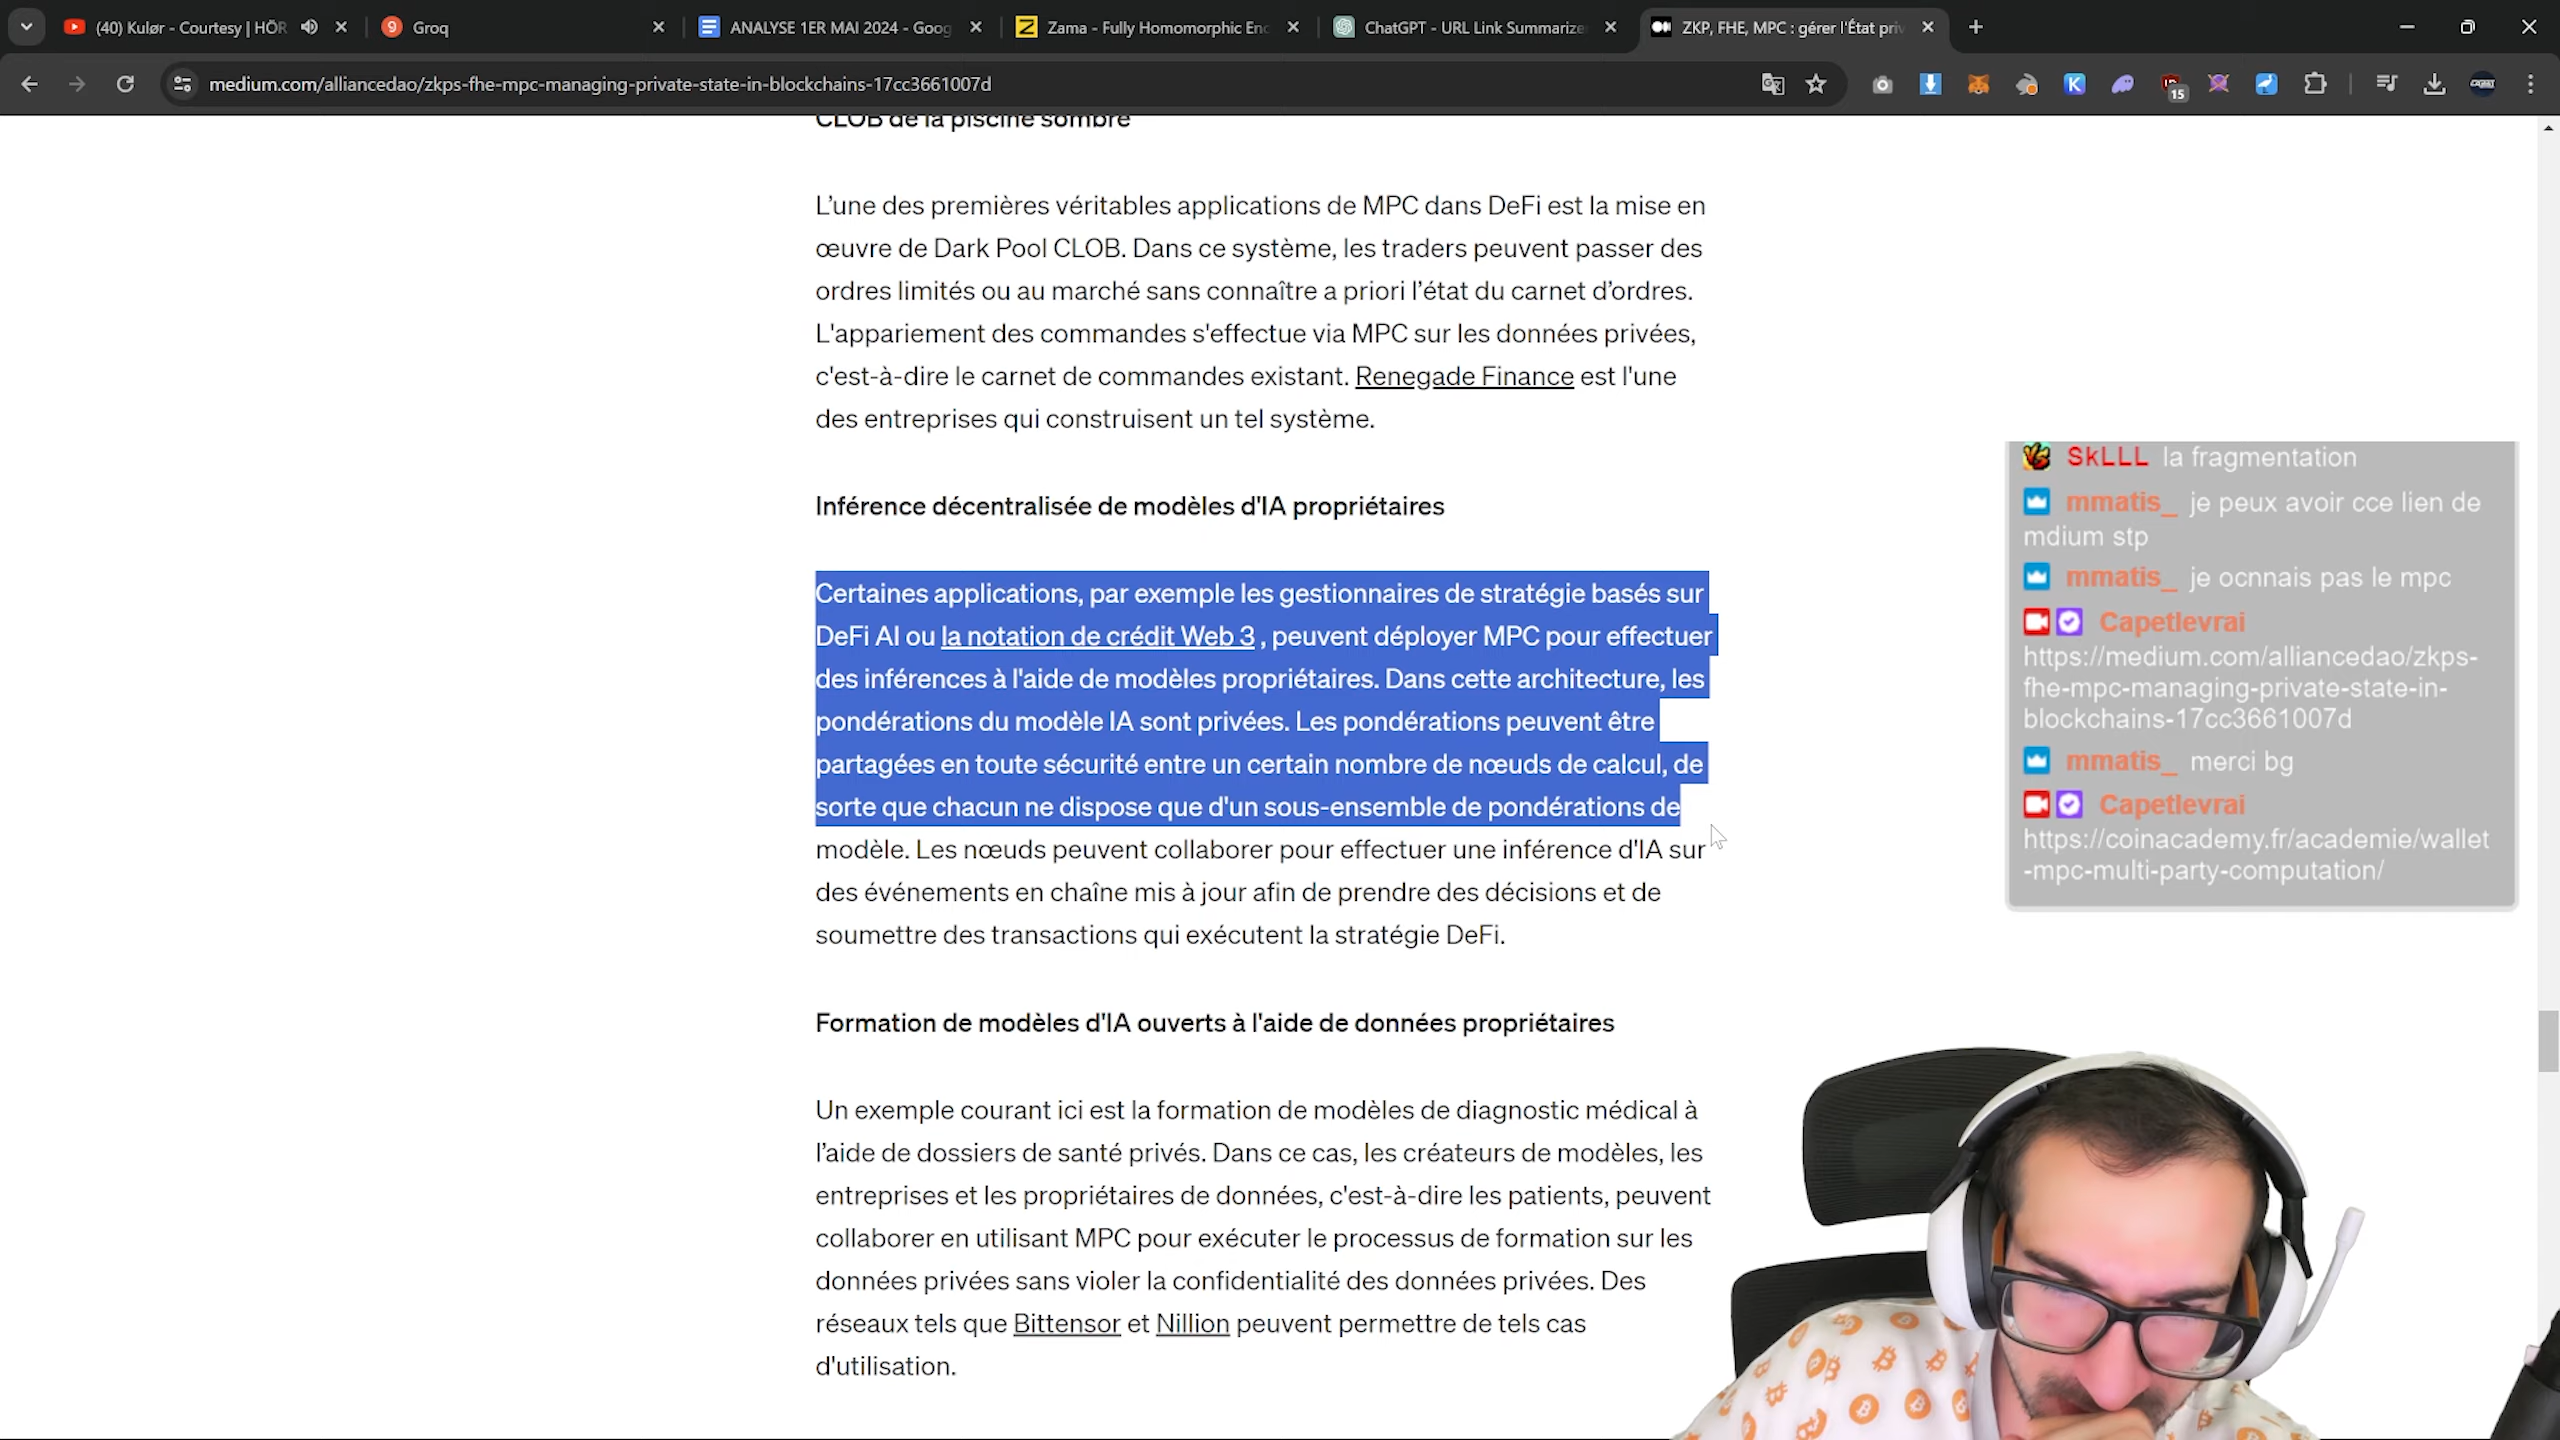 (40) Kulør - Courtesy | HÖR
Groq
ANALYSE 1ER MAI 2024 - Goog
Zama - Fully Homomorphic Enc
ChatGPT - URL Link Summarize
ZKP, FHE, MPC : gérer l'État priv
medium.com/alliancedao/zkps-fhe-mpc-managing-private-state-in-blockchains-17cc3661007d
15
CLOB de la piscine sombre
L'une des premières véritables applications de MPC dans DeFi est la mise en
œuvre de Dark Pool CLOB. Dans ce système, les traders peuvent passer des
ordres limités ou au marché sans connaître a priori l'état du carnet d'ordres.
L'appariement des commandes s'effectue via MPC sur les données privées,
c'est-à-dire le carnet de commandes existant. Renegade Finance est l'une
des entreprises qui construisent un tel système.
Inférence décentralisée de modèles d'IA propriétaires
Certaines applications, par exemple les gestionnaires de stratégie basés sur
DeFi AI ou la notation de crédit Web 3 , peuvent déployer MPC pour effectuer
des inférences à l'aide de modèles propriétaires. Dans cette architecture, les
pondérations du modèle IA sont privées. Les pondérations peuvent être
partagées en toute sécurité entre un certain nombre de nœuds de calcul, de
sorte que chacun ne dispose que d'un sous-ensemble de pondérations de
modèle. Les nœuds peuvent collaborer pour effectuer une inférence d'IA sur
des événements en chaîne mis à jour afin de prendre des décisions et de
soumettre des transactions qui exécutent la stratégie DeFi.
Formation de modèles d'IA ouverts à l'aide de données propriétaires
Un exemple courant ici est la formation de modèles de diagnostic médical à
l'aide de dossiers de santé privés. Dans ce cas, les créateurs de modèles, les
entreprises et les propriétaires de données, c'est-à-dire les patients, peuvent
collaborer en utilisant MPC pour exécuter le processus de formation sur les
données privées sans violer la confidentialité des données privées. Des
réseaux tels que Bittensor et Nillion peuvent permettre de tels cas
d'utilisation.
SkLLL la fragmentation
mmatis_ je peux avoir cce lien de
mdium stp
mmatis_ je ocnnais pas le mpc
Capetlevrai
https://medium.com/alliancedao/zkps-
fhe-mpc-managing-private-state-in-
blockchains-17cc3661007d
mmatis_ merci bg
Capetlevrai
https://coinacademy.fr/academie/wallet
-mpc-multi-party-computation/